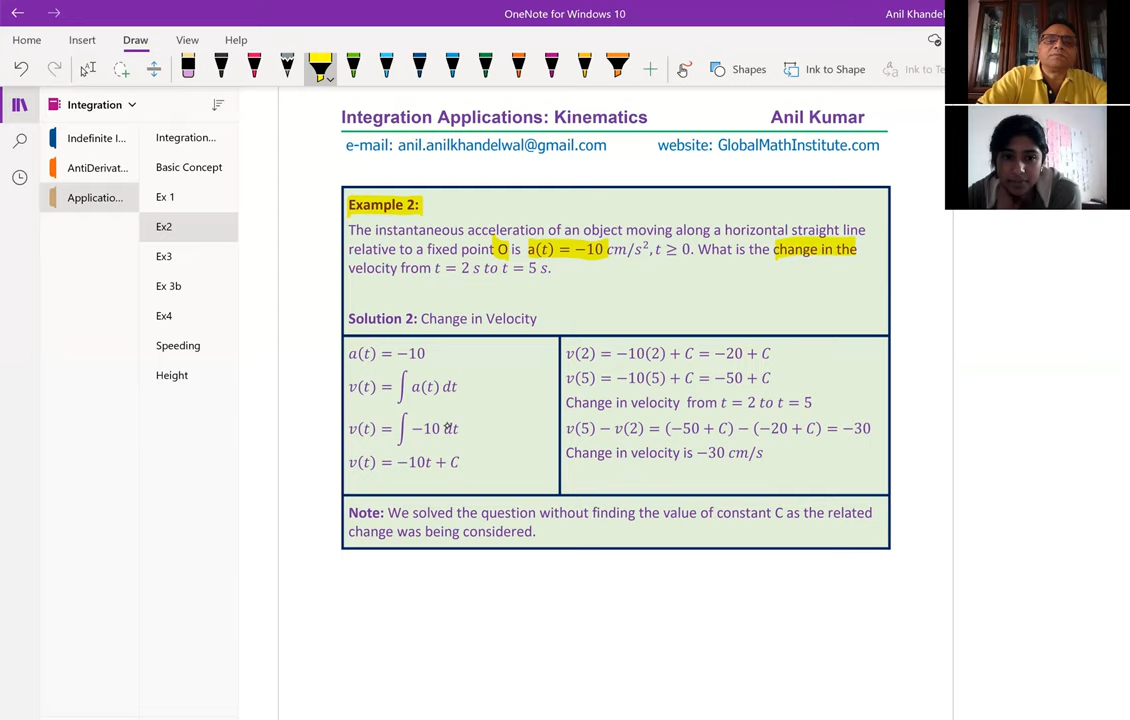 OneNote for Windows 10
Anil Khandel
Home Insert Draw View Help
Shapes Ink to Shape Ink to Te
Integration
Indefinite I...
AntiDerivat...
Applicatio...
Integration...
Basic Concept
Ex 1
Ex2
Ex3
Ex 3b
Ex4
Speeding
Height
Integration Applications: Kinematics Anil Kumar
e-mail: anil.anilkhandelwal@gmail.com website: GlobalMathInstitute.com
Example 2:
The instantaneous acceleration of an object moving along a horizontal straight line
relative to a fixed point O is a(t) = −10 cm/s², t ≥ 0. What is the change in the
velocity from t = 2 s to t = 5 s.
Solution 2: Change in Velocity
a(t) = −10
v(t) = ∫ a(t) dt
v(t) = ∫ −10 dt
v(t) = −10t + C
v(2) = −10(2) + C = −20 + C
v(5) = −10(5) + C = −50 + C
Change in velocity from t = 2 to t = 5
v(5) − v(2) = (−50 + C) − (−20 + C) = −30
Change in velocity is −30 cm/s
Note: We solved the question without finding the value of constant C as the related
change was being considered.